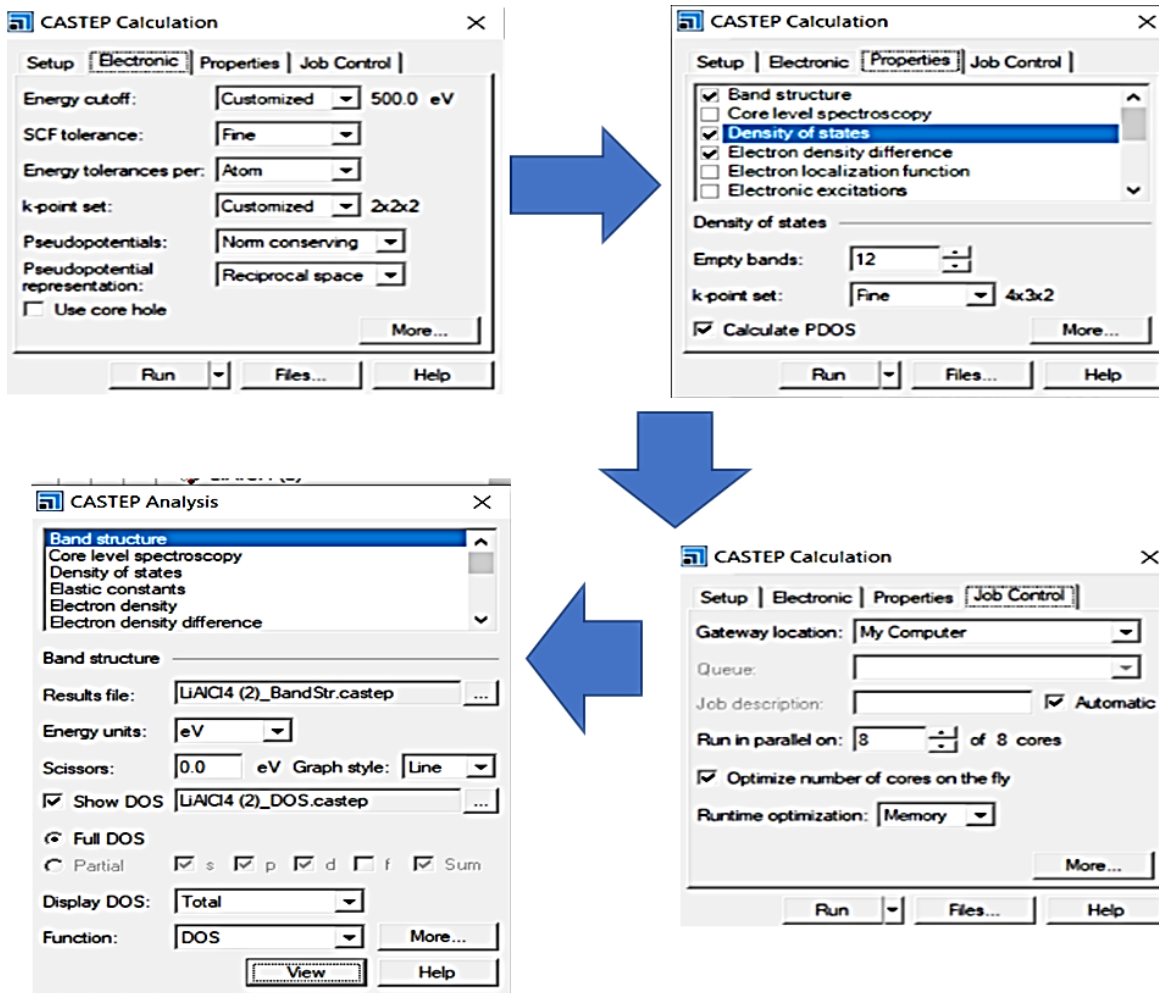 CASTEP Calculation
Setup Electronic Properties Job Control
Energy cutoff: Customized 500.0 eV
SCF tolerance: Fine
Energy tolerances per: Atom
k-point set: Customized 2x2x2
Pseudopotentials: Norm conserving
Pseudopotential
representation: Reciprocal space
Use core hole
More...
Run Files... Help
CASTEP Calculation
Setup Electronic Properties Job Control
Band structure
Core level spectroscopy
Density of states
Electron density difference
Electron localization function
Electronic excitations
Density of states
Empty bands: 12
k-point set: Fine 4x3x2
Calculate PDOS More...
Run Files... Help
CASTEP Calculation
Setup Electronic Properties Job Control
Gateway location: My Computer
Queue:
Job description: Automatic
Run in parallel on: 8 of 8 cores
Optimize number of cores on the fly
Runtime optimization: Memory
More...
Run Files... Help
CASTEP Analysis
Band structure
Core level spectroscopy
Density of states
Elastic constants
Electron density
Electron density difference
Band structure
Results file: LiAlCl4 (2)_BandStr.castep ...
Energy units: eV
Scissors: 0.0 eV Graph style: Line
Show DOS LiAlCl4 (2)_DOS.castep ...
Full DOS
Partial s p d f Sum
Display DOS: Total
Function: DOS More...
View Help